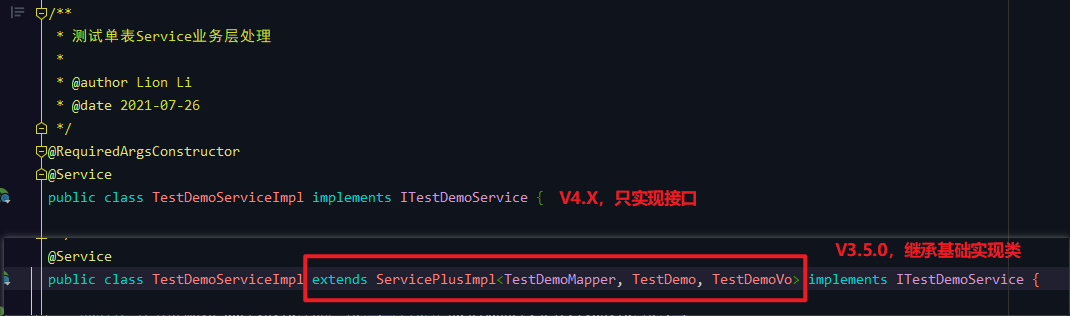 /**
 * 测试单表Service业务层处理
 *
 * @author Lion Li
 * @date 2021-07-26
 */
@RequiredArgsConstructor
@Service
public class TestDemoServiceImpl implements ITestDemoService { V4.X，只实现接口
V3.5.0，继承基础实现类
@Service
public class TestDemoServiceImpl extends ServicePlusImpl<TestDemoMapper, TestDemo, TestDemoVo> implements ITestDemoService {